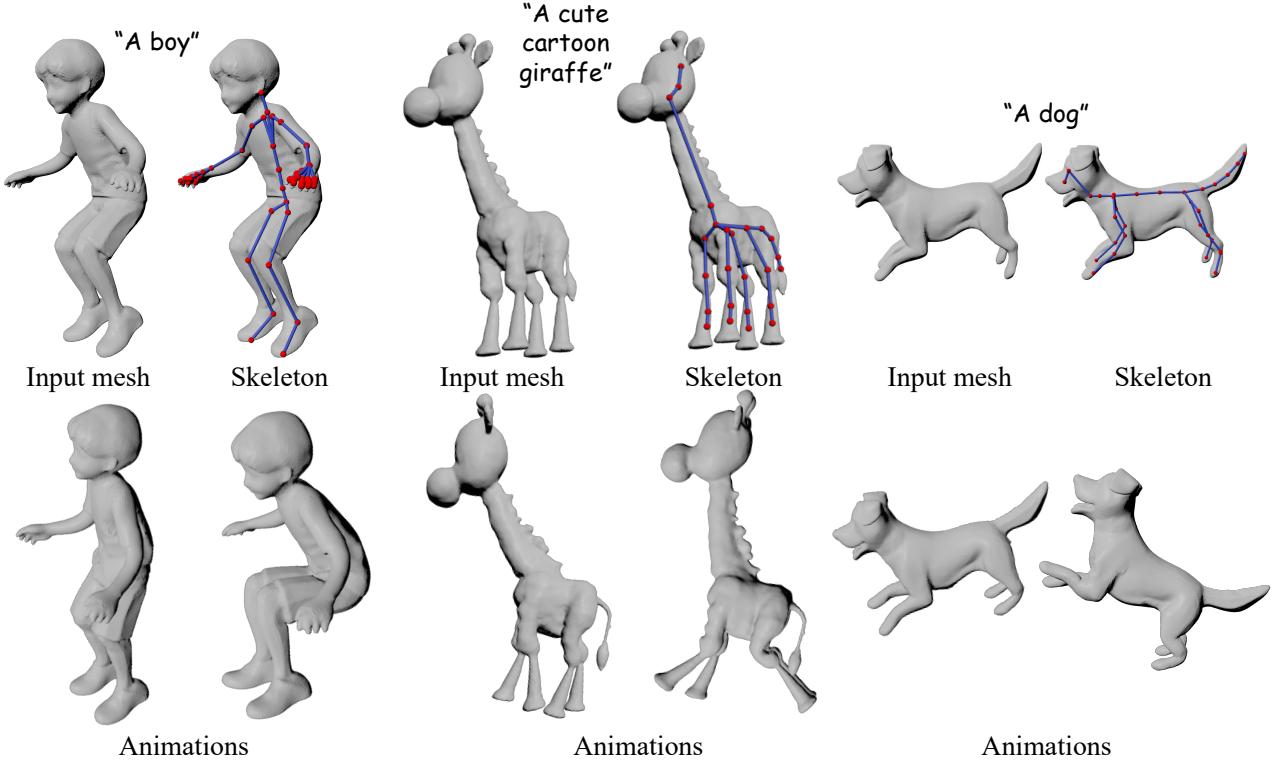 “A boy”
“A cute
cartoon
giraffe”
“A dog”
Input mesh
Skeleton
Input mesh
Skeleton
Input mesh
Skeleton
Animations
Animations
Animations